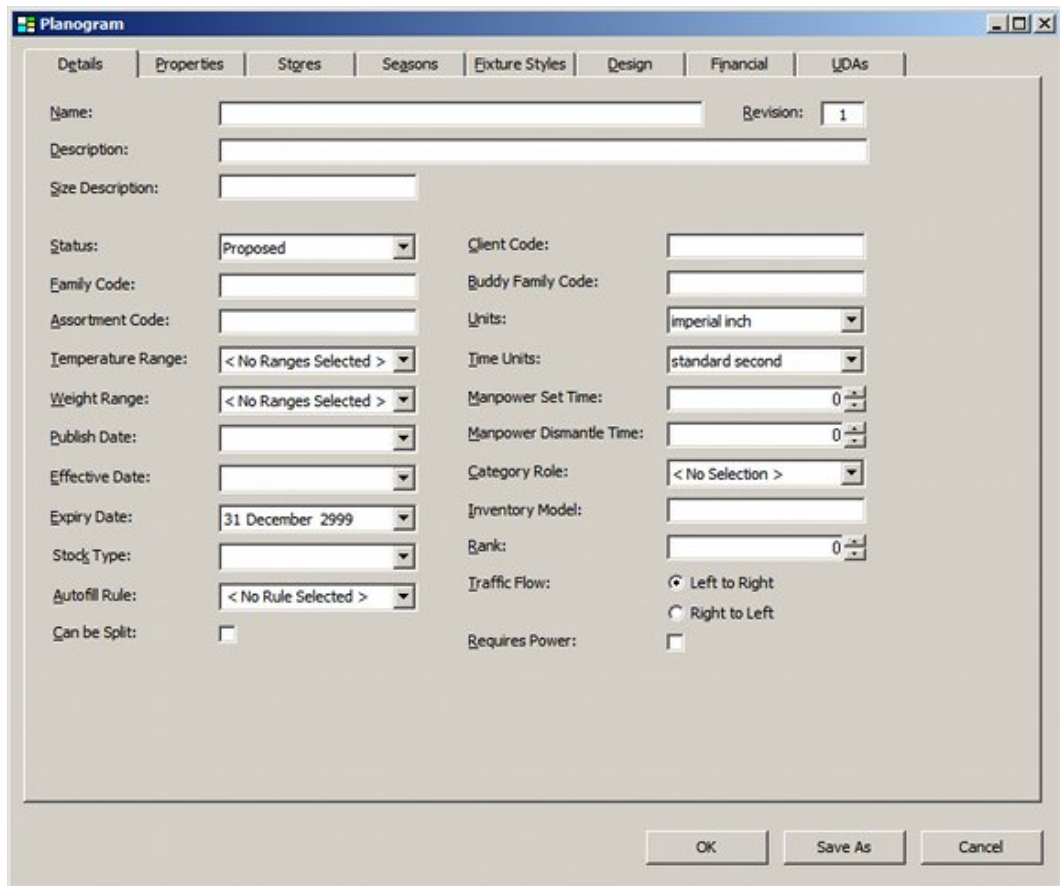 Planogram
Details Properties Stores Seasons Fixture Styles Design Financial UDAs
Name: Revision: 1
Description:
Size Description:
Status: Proposed Client Code:
Family Code: Buddy Family Code:
Assortment Code: Units: imperial inch
Temperature Range: < No Ranges Selected > Time Units: standard second
Weight Range: < No Ranges Selected > Manpower Set Time: 0
Publish Date: Manpower Dismantle Time: 0
Effective Date: Category Role: < No Selection >
Expiry Date: 31 December 2999 Inventory Model:
Stock Type: Rank: 0
Autofill Rule: < No Rule Selected > Traffic Flow: Left to Right
Right to Left
Can be Split: Requires Power:
OK Save As Cancel